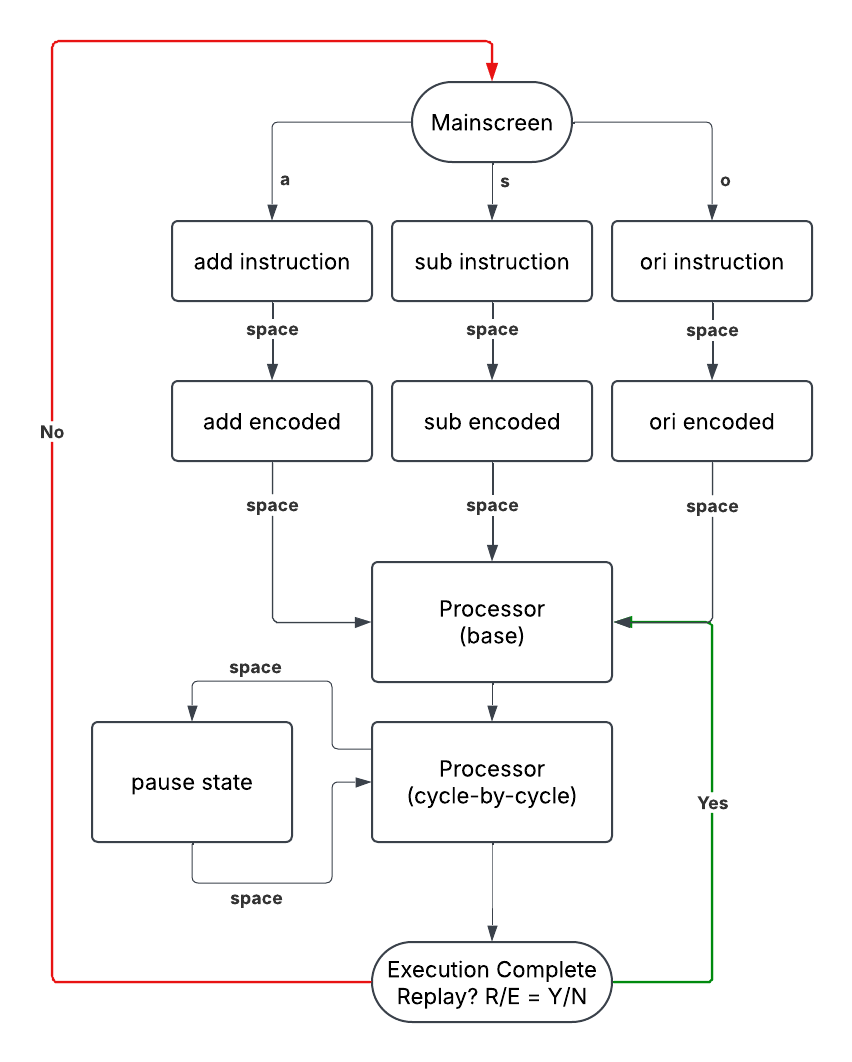 Mainscreen
a
s
o
add instruction
sub instruction
ori instruction
space
space
space
add encoded
sub encoded
ori encoded
No
space
space
space
Processor
(base)
space
pause state
Processor
(cycle-by-cycle)
Yes
space
Execution Complete
Replay? R/E = Y/N